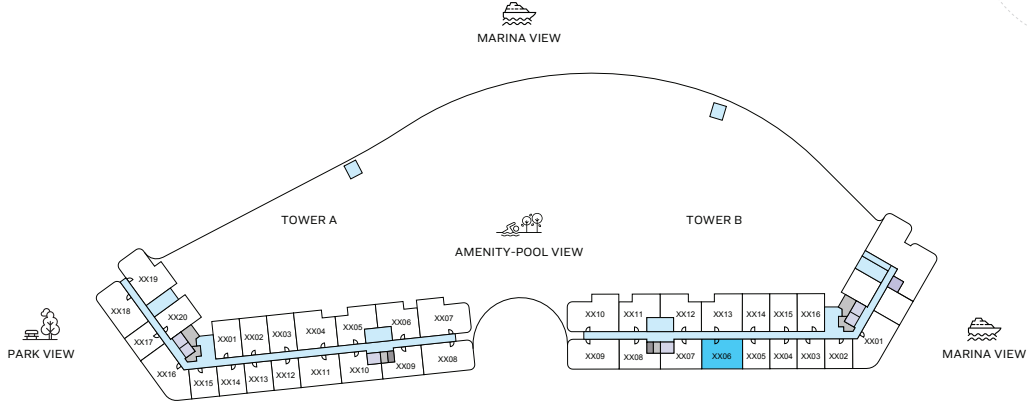 MARINA VIEW
TOWER A
TOWER B
AMENITY-POOL VIEW
PARK VIEW
MARINA VIEW
XX19
XX18
XX20
XX17
XX16
XX01
XX02
XX03
XX04
XX05
XX06
XX07
XX15
XX14
XX13
XX12
XX11
XX10
XX09
XX08
XX10
XX11
XX12
XX13
XX14
XX15
XX16
XX09
XX08
XX07
XX06
XX05
XX04
XX03
XX02
XX01